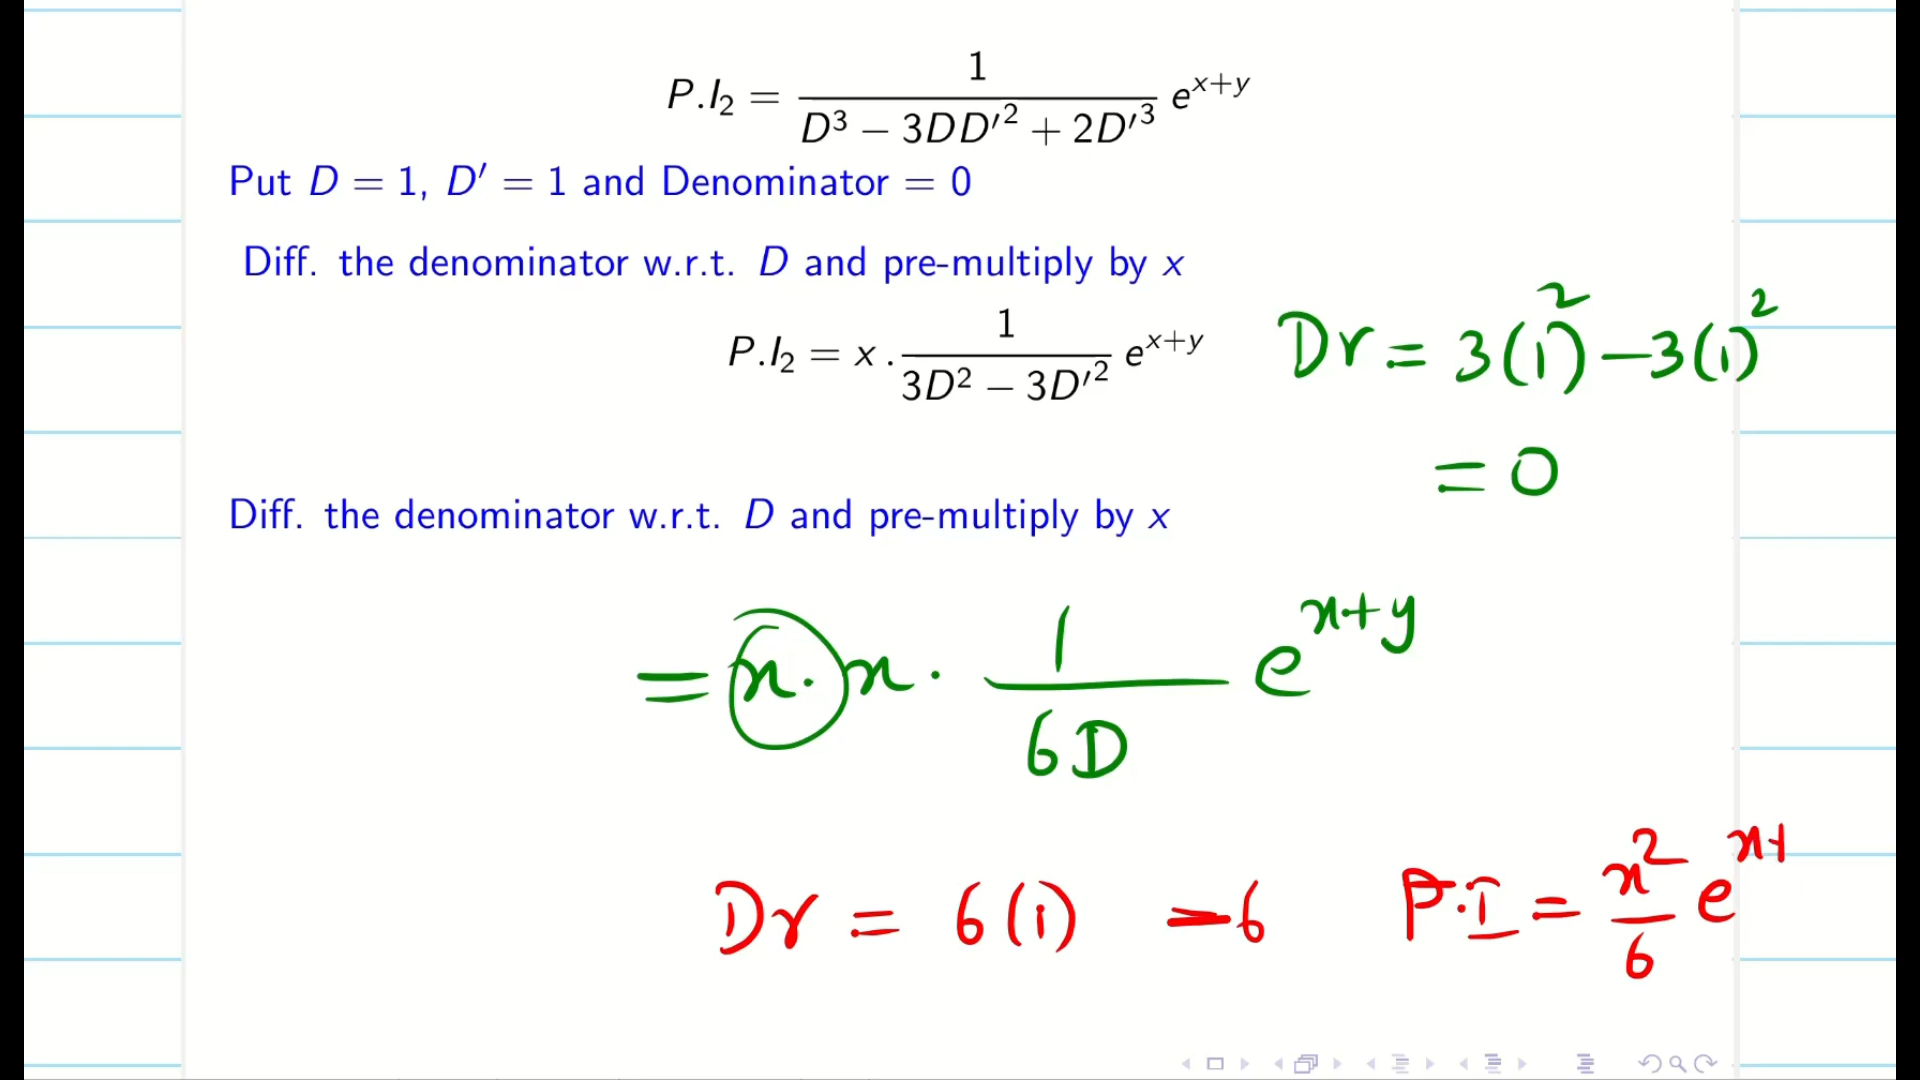 P.I₂ = 1 / (D³ − 3DD′² + 2D′³) e^(x+y)
Put D = 1, D′ = 1 and Denominator = 0
Diff. the denominator w.r.t. D and pre-multiply by x
P.I₂ = x . 1 / (3D² − 3D′²) e^(x+y)
Dr = 3(1)² − 3(1)²
= 0
Diff. the denominator w.r.t. D and pre-multiply by x
= x . x . 1 / 6D e^(x+y)
Dr = 6(1) = 6
P.I = x²/6 e^(x+